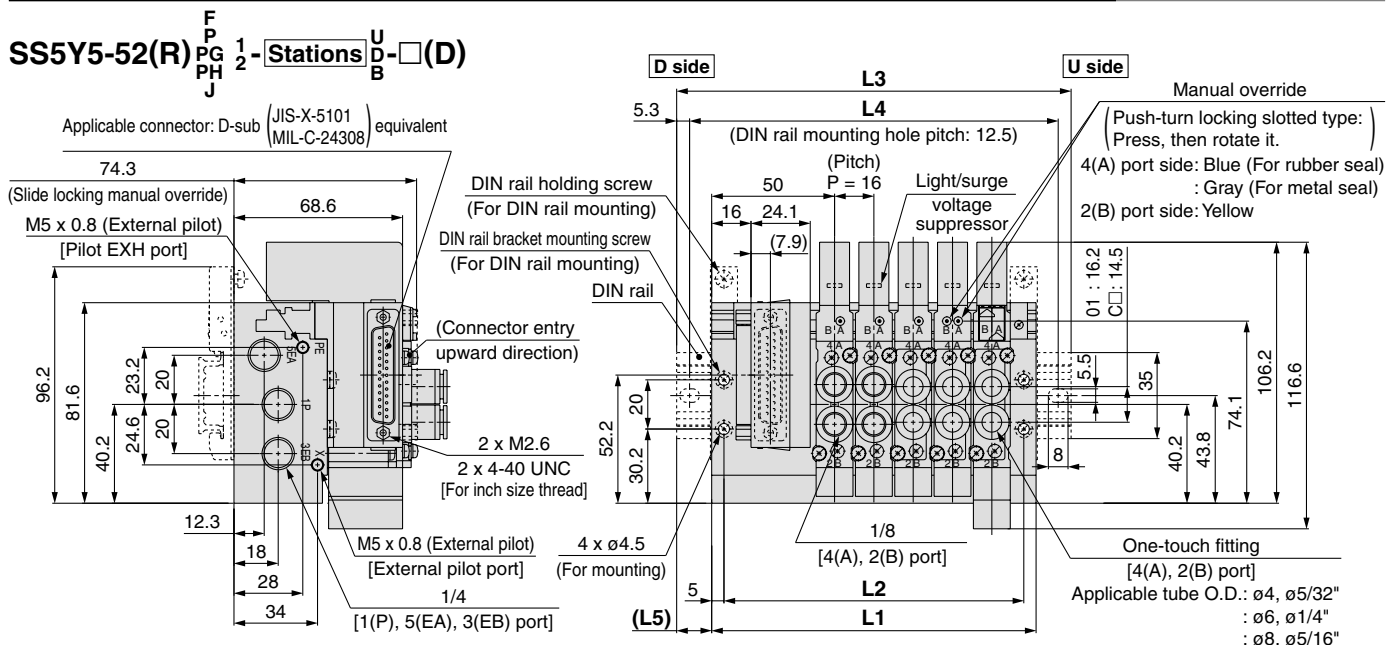 SS5Y5-52(R) F P PG PH J 1 2 - Stations U D B -□(D)
Applicable connector: D-sub (JIS-X-5101 MIL-C-24308) equivalent
74.3
(Slide locking manual override)
68.6
M5 x 0.8 (External pilot)
[Pilot EXH port]
(Connector entry
upward direction)
96.2
81.6
40.2
23.2
24.6
20
20
5EA
PE
1P
3EB
X
12.3
18
28
34
2 x M2.6
2 x 4-40 UNC
[For inch size thread]
M5 x 0.8 (External pilot)
[External pilot port]
1/4
[1(P), 5(EA), 3(EB) port]
D side
U side
L3
5.3
L4
(DIN rail mounting hole pitch: 12.5)
(Pitch)
P = 16
50
16
24.1
(7.9)
DIN rail holding screw
(For DIN rail mounting)
DIN rail bracket mounting screw
(For DIN rail mounting)
DIN rail
Light/surge
voltage
suppressor
Manual override
(Push-turn locking slotted type:
Press, then rotate it.)
4(A) port side: Blue (For rubber seal)
: Gray (For metal seal)
2(B) port side: Yellow
01 : 16.2
C□: 14.5
B A B A B A B A B A
4A 4A 4A 4A 4A
2B 2B 2B 2B 2B
52.2
20
30.2
5.5
35
8
40.2
43.8
74.1
106.2
116.6
4 x ø4.5
(For mounting)
1/8
[4(A), 2(B) port]
5
L2
(L5)
L1
One-touch fitting
[4(A), 2(B) port]
Applicable tube O.D.: ø4, ø5/32"
: ø6, ø1/4"
: ø8, ø5/16"